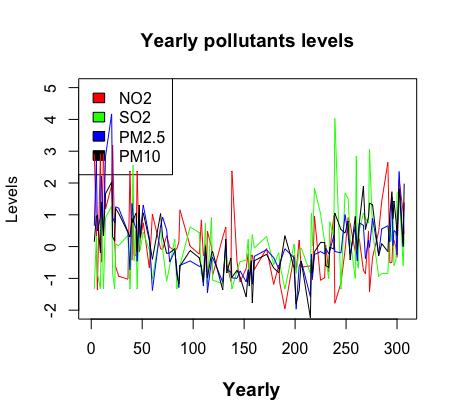 Yearly pollutants levels
NO2
SO2
PM2.5
PM10
Levels
5
4
3
2
1
0
-1
-2
0 50 100 150 200 250 300
Yearly